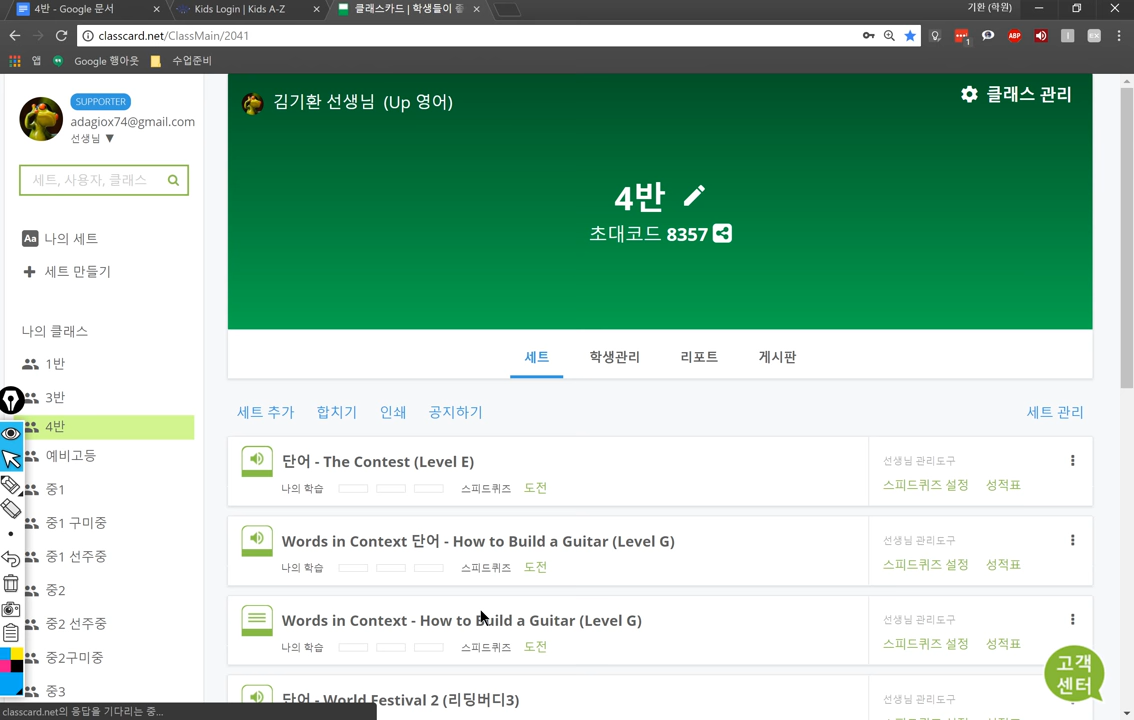 4반 - Google 문서
Kids Login | Kids A-Z
클래스카드 | 학생들이 좋
기환 (학원)
classcard.net/ClassMain/2041
1
ABP
앱
Google 행아웃
수업준비
SUPPORTER
adagiox74@gmail.com
선생님 ▼
세트, 사용자, 클래스
Aa 나의 세트
세트 만들기
나의 클래스
1반
3반
4반
예비고등
중1
중1 구미중
중1 선주중
중2
중2 선주중
중2구미중
중3
classcard.net의 응답을 기다리는 중...
김기환 선생님 (Up 영어)
클래스 관리
4반
초대코드 8357
세트
학생관리
리포트
게시판
세트 추가
합치기
인쇄
공지하기
세트 관리
단어 - The Contest (Level E)
나의 학습
스피드퀴즈 도전
선생님 관리도구
스피드퀴즈 설정 성적표
Words in Context 단어 - How to Build a Guitar (Level G)
나의 학습
스피드퀴즈 도전
선생님 관리도구
스피드퀴즈 설정 성적표
Words in Context - How to Build a Guitar (Level G)
나의 학습
스피드퀴즈 도전
선생님 관리도구
스피드퀴즈 설정 성적표
단어 - World Festival 2 (리딩버디3)
선생님 관리도구
고객
센터